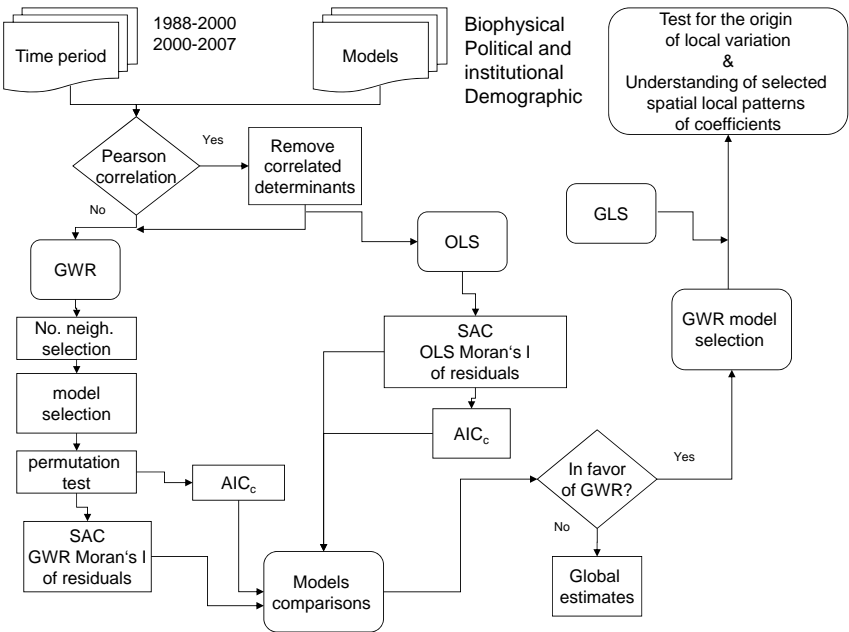 Time period
1988-2000
2000-2007
Models
Biophysical
Political and
institutional
Demographic
Test for the origin
of local variation
&
Understanding of selected
spatial local patterns
of coefficients
Pearson
correlation
Yes
Remove
correlated
determinants
No
GWR
OLS
GLS
No. neigh.
selection
SAC
OLS Moran‘s I
of residuals
GWR model
selection
model
selection
AICc
permutation
test
AICc
In favor
of GWR?
Yes
No
SAC
GWR Moran‘s I
of residuals
Models
comparisons
Global
estimates